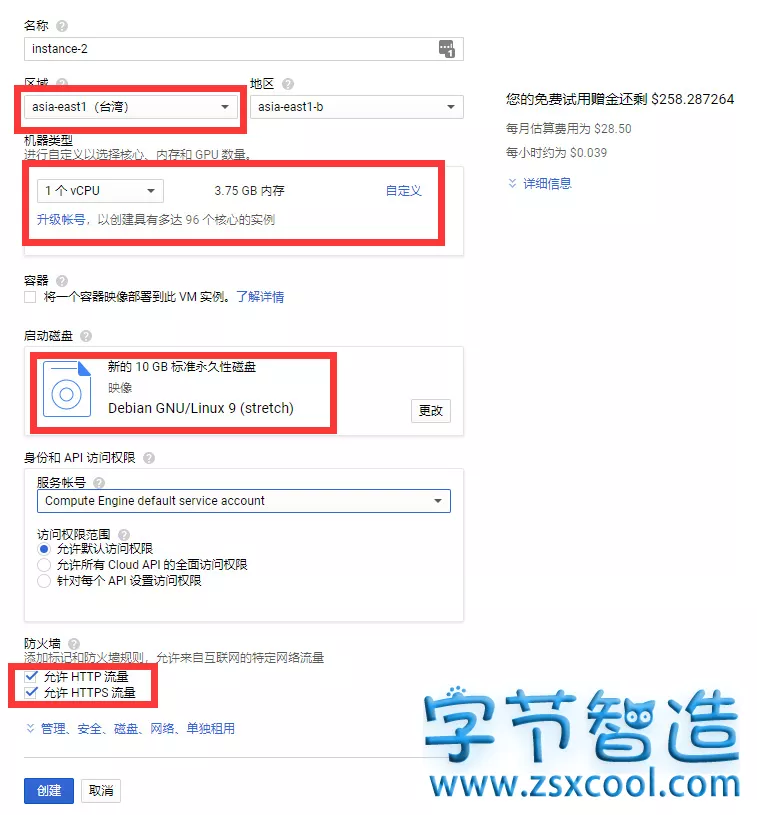 名称
instance-2
区域 地区
asia-east1（台湾） asia-east1-b
您的免费试用赠金还剩 $258.287264
每月估算费用为 $28.50
每小时约为 $0.039
详细信息
机器类型
进行自定义以选择核心、内存和 GPU 数量。
1 个 vCPU 3.75 GB 内存 自定义
升级帐号，以创建具有多达 96 个核心的实例
容器
将一个容器映像部署到此 VM 实例。了解详情
启动磁盘
新的 10 GB 标准永久性磁盘
映像
Debian GNU/Linux 9 (stretch)
更改
身份和 API 访问权限
服务帐号
Compute Engine default service account
访问权限范围
允许默认访问权限
允许所有 Cloud API 的全面访问权限
针对每个 API 设置访问权限
防火墙
添加标记和防火墙规则，允许来自互联网的特定网络流量
允许 HTTP 流量
允许 HTTPS 流量
管理、安全、磁盘、网络、单独租用
创建 取消
字节智造
www.zsxcool.com